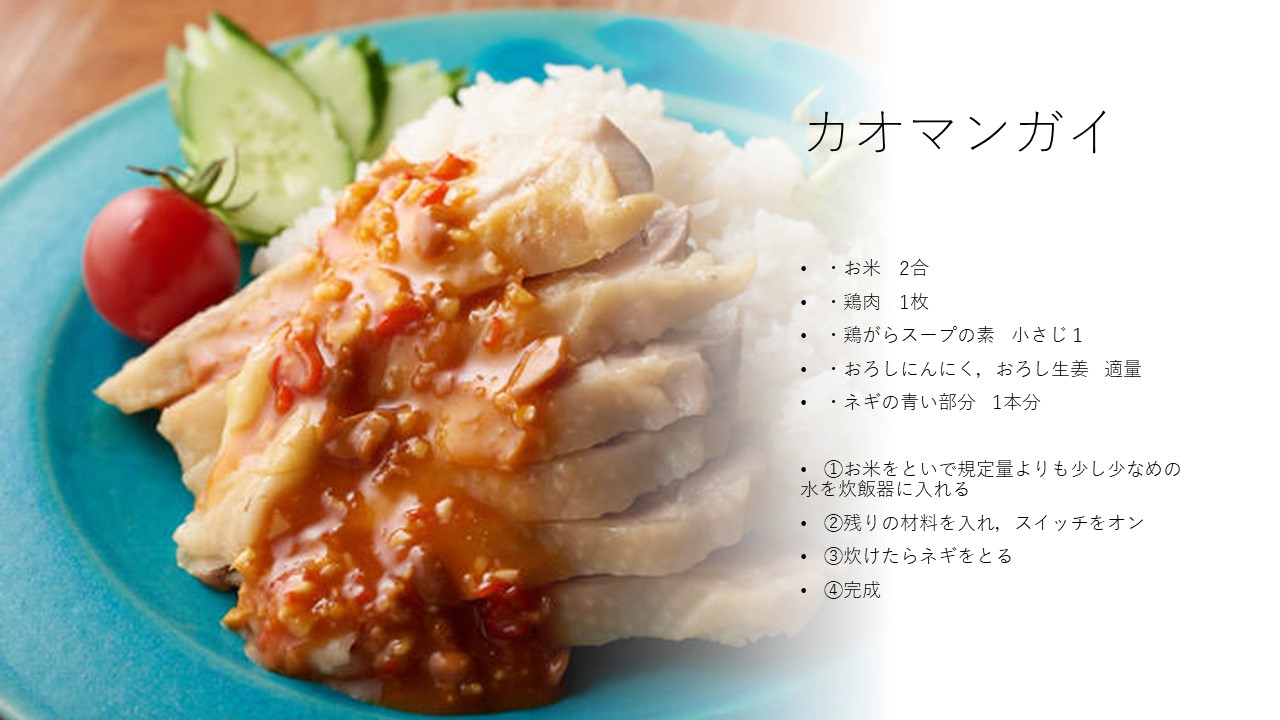 カオマンガイ
• ・お米　2合
• ・鶏肉　1枚
• ・鶏がらスープの素　小さじ１
• ・おろしにんにく，おろし生姜　適量
• ・ネギの青い部分　1本分
• ①お米をといで規定量よりも少し少なめの
水を炊飯器に入れる
• ②残りの材料を入れ，スイッチをオン
• ③炊けたらネギをとる
• ④完成